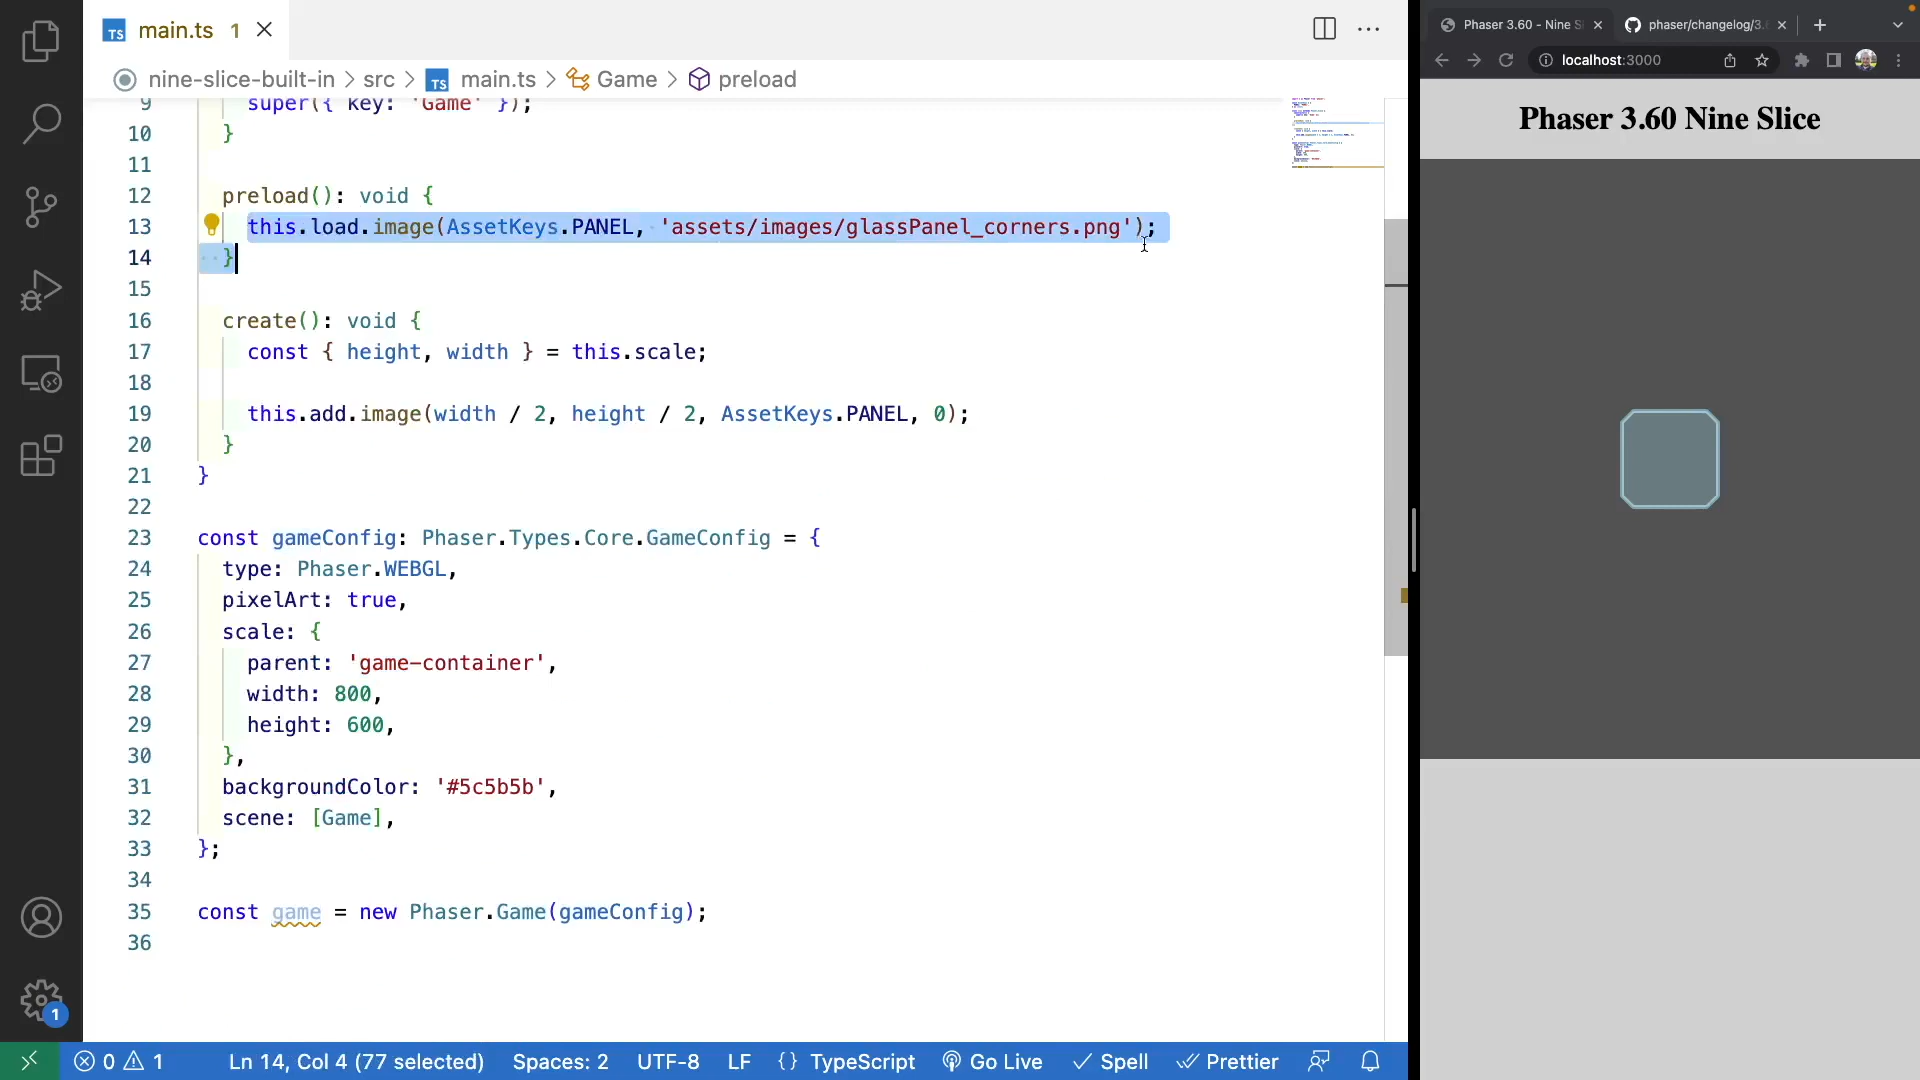 TS main.ts 1
nine-slice-built-in > src > TS main.ts > Game > preload
9 super({ key: 'Game' });
10 }
11
12 preload(): void {
13 this.load.image(AssetKeys.PANEL, 'assets/images/glassPanel_corners.png');
14 }
15
16 create(): void {
17 const { height, width } = this.scale;
18
19 this.add.image(width / 2, height / 2, AssetKeys.PANEL, 0);
20 }
21 }
22
23 const gameConfig: Phaser.Types.Core.GameConfig = {
24 type: Phaser.WEBGL,
25 pixelArt: true,
26 scale: {
27 parent: 'game-container',
28 width: 800,
29 height: 600,
30 },
31 backgroundColor: '#5c5b5b',
32 scene: [Game],
33 };
34
35 const game = new Phaser.Game(gameConfig);
36
1
0 1 Ln 14, Col 4 (77 selected) Spaces: 2 UTF-8 LF {} TypeScript Go Live Spell Prettier
Phaser 3.60 - Nine Sl phaser/changelog/3.6
localhost:3000
Phaser 3.60 Nine Slice